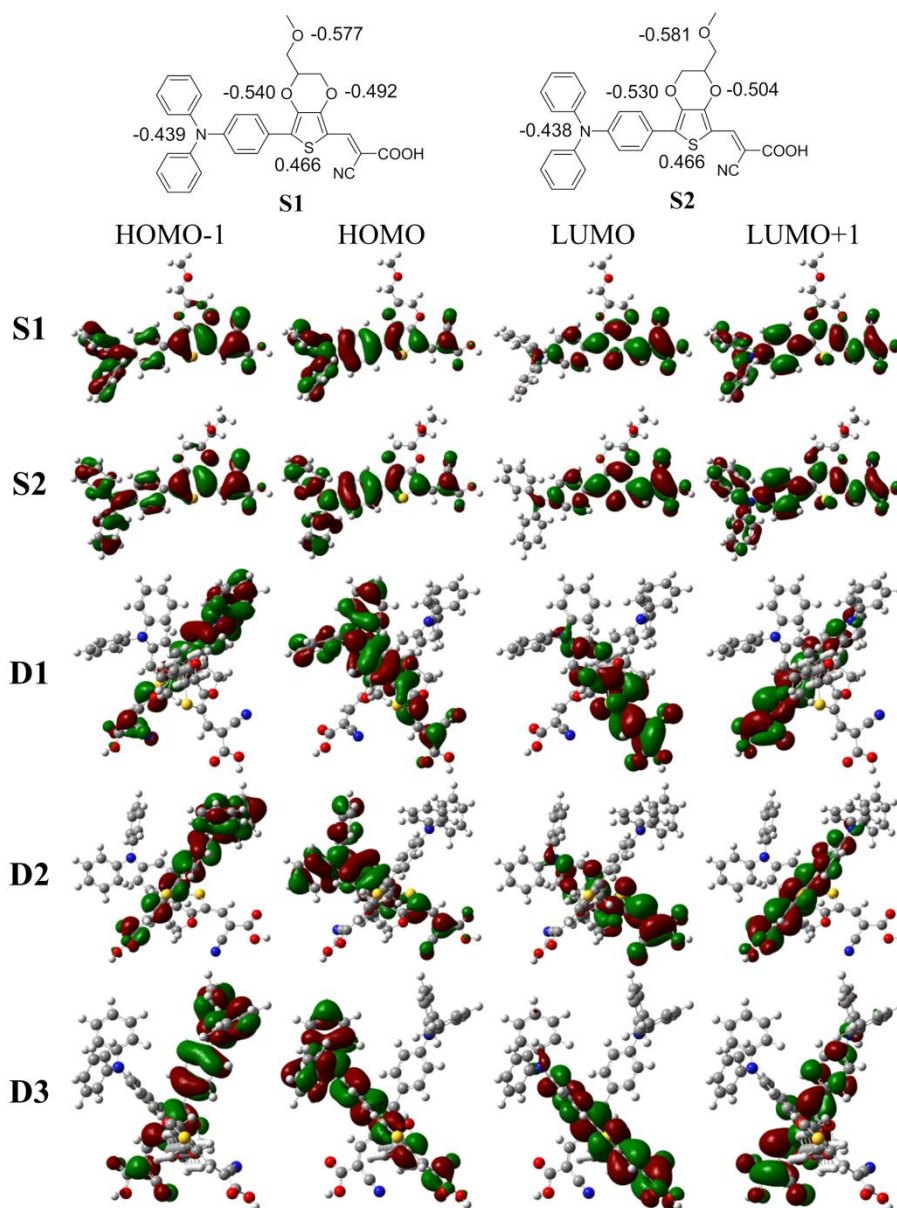 O -0.577
-0.540 O O -0.492
-0.439 N
S
0.466
NC
COOH
S1
O
-0.581
-0.530 O O -0.504
-0.438 N
S
0.466
NC
COOH
S2
HOMO-1 HOMO LUMO LUMO+1
S1
S2
D1
D2
D3